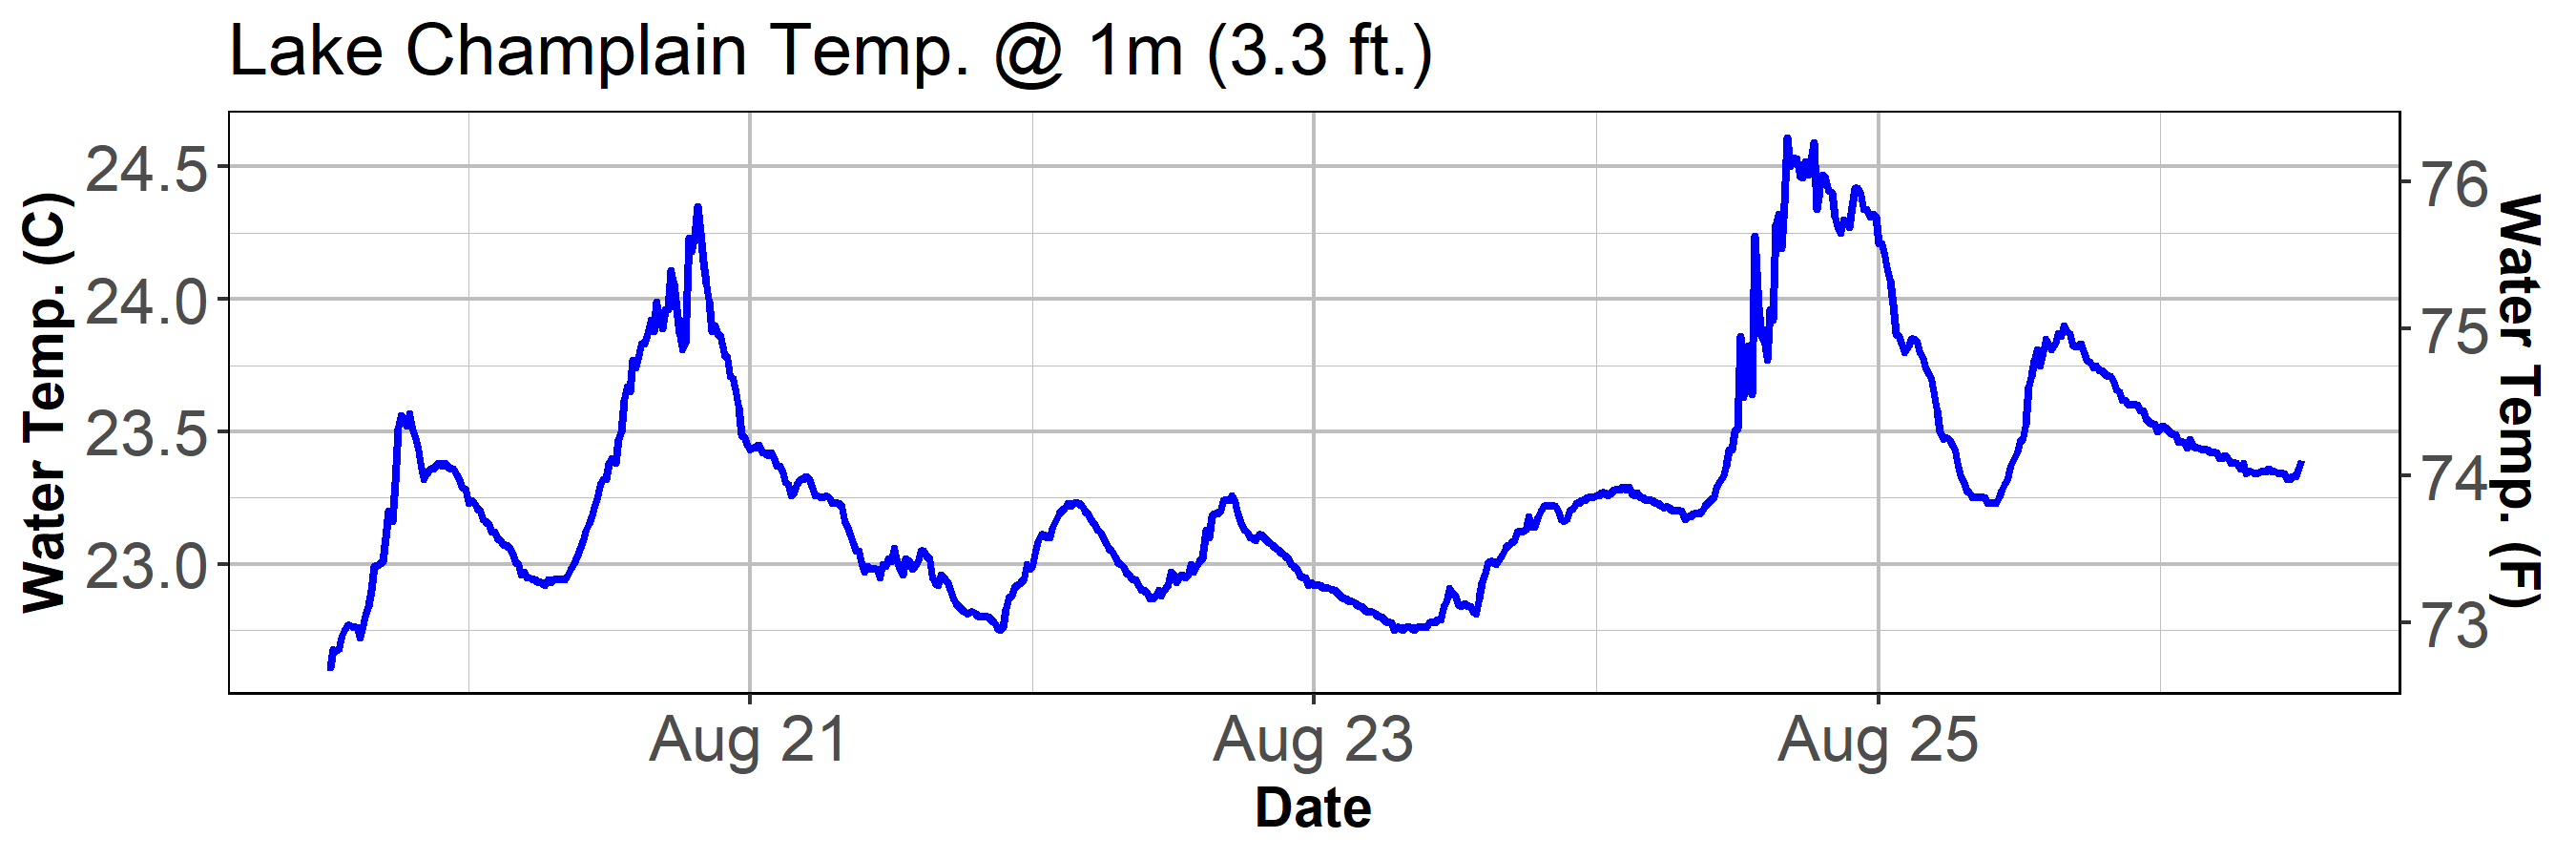 Lake Champlain Temp. @ 1m (3.3 ft.)
Water Temp. (C)
24.5
24.0
23.5
23.0
76
75
74
73
Water Temp. (F)
Aug 21
Aug 23
Aug 25
Date